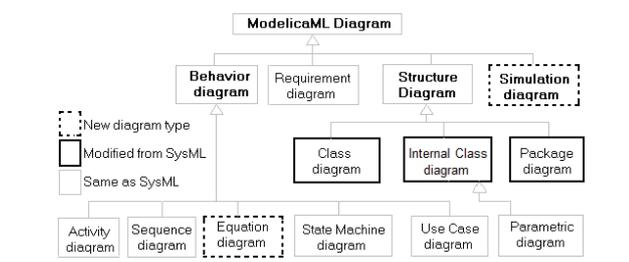 ModelicaML Diagram
Behavior
diagram
Requirement
diagram
Structure
Diagram
Simulation
diagram
New diagram type
Modified from SysML
Same as SysML
Class
diagram
Internal Class
diagram
Package
diagram
Activity
diagram
Sequence
diagram
Equation
diagram
State Machine
diagram
Use Case
diagram
Parametric
diagram